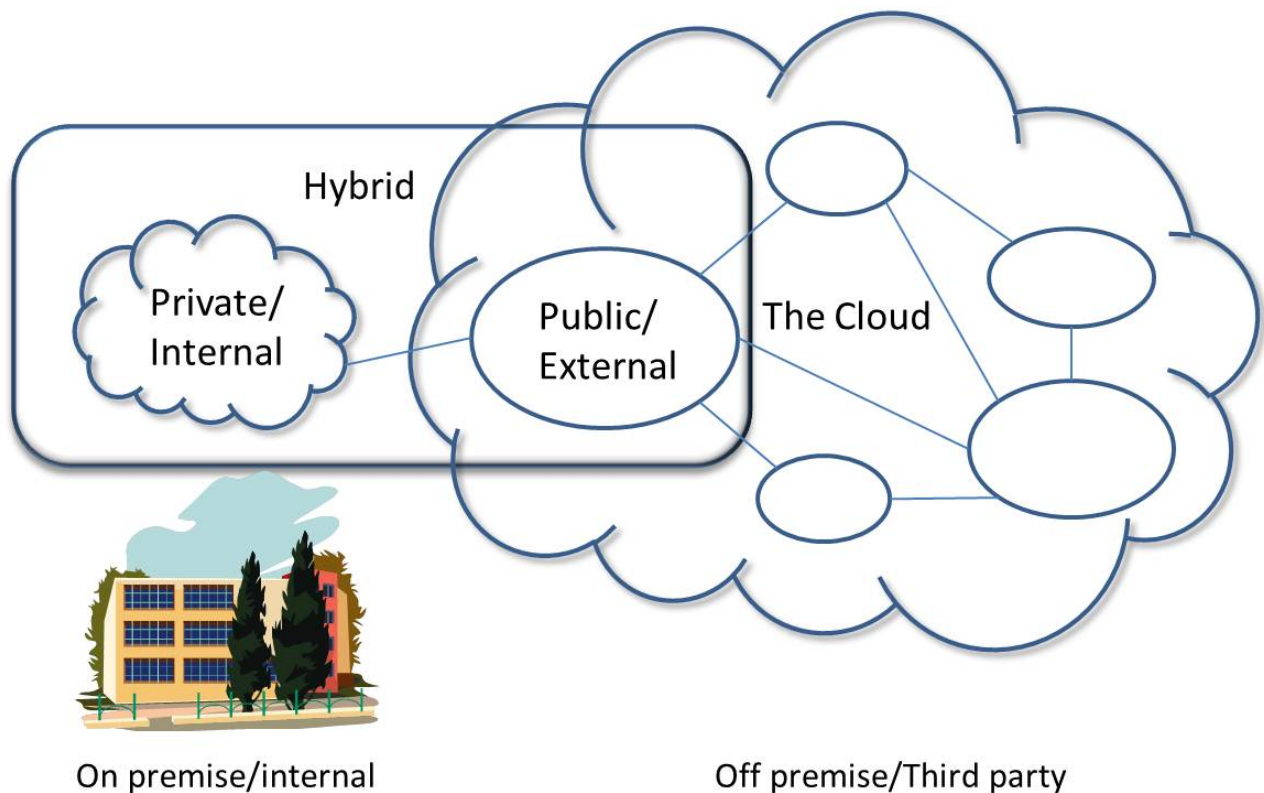 Hybrid
Private/
Internal
Public/
External
The Cloud
On premise/internal
Off premise/Third party